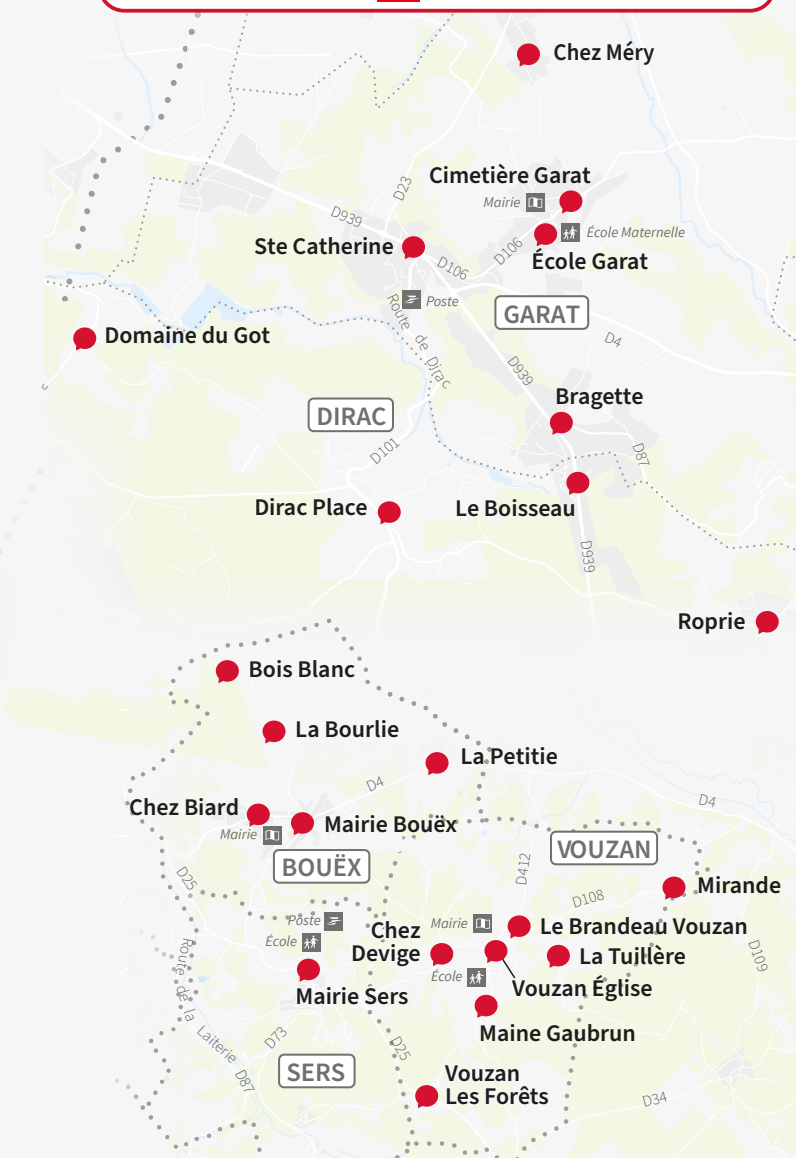 Chez Méry
Cimetière Garat
Mairie
D23
D939
École Maternelle
Ste Catherine
D106
D106
École Garat
Poste
GARAT
Route de Dirac
Domaine du Got
D4
D939
Bragette
DIRAC
D101
D87
Dirac Place
Le Boisseau
D939
Roprie
Bois Blanc
La Bourlie
La Petitie
D4
D4
Chez Biard
Mairie Bouëx
Mairie
BOUËX
VOUZAN
D412
D25
Mirande
D108
Poste
École
Chez
Devige
Mairie
Le Brandeau Vouzan
La Tuillère
D109
École
Vouzan Église
Mairie Sers
Route de la Laiterie
Maine Gaubrun
D73
D25
SERS
D87
Vouzan
Les Forêts
D34